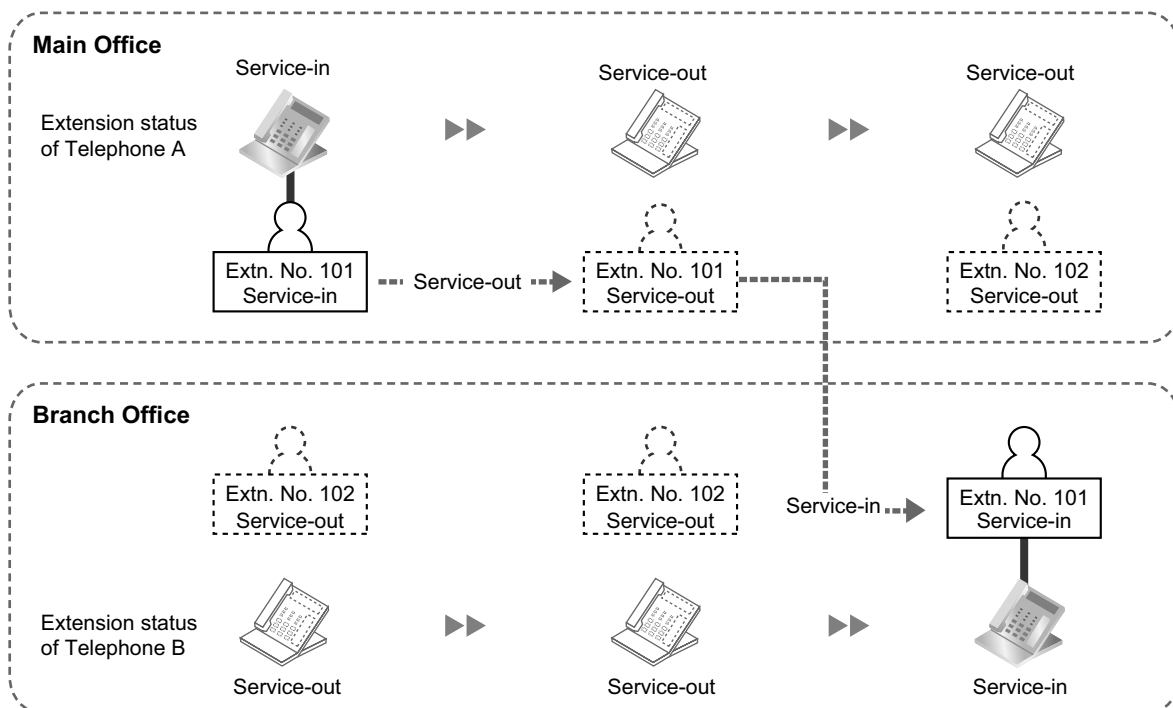 Main Office
Service-in
Service-out
Service-out
Extension status
of Telephone A
Extn. No. 101
Service-in
Service-out
Extn. No. 101
Service-out
Extn. No. 102
Service-out
Branch Office
Extn. No. 102
Service-out
Extn. No. 102
Service-out
Service-in
Extn. No. 101
Service-in
Extension status
of Telephone B
Service-out
Service-out
Service-in